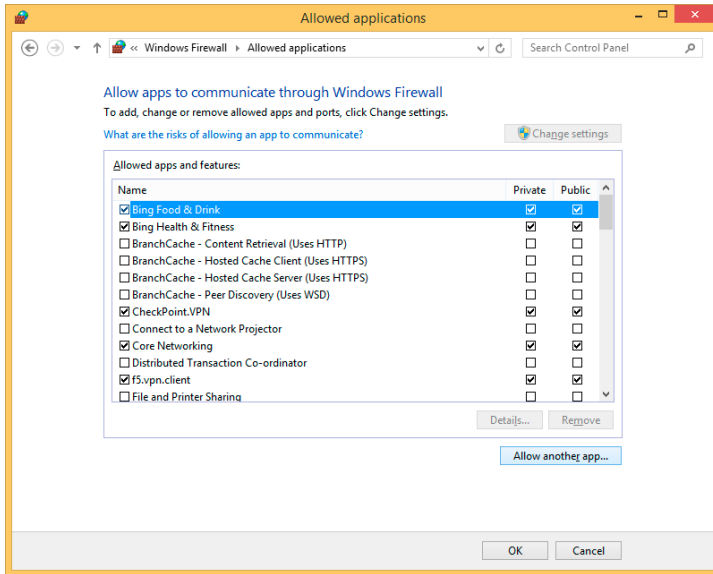 Allowed applications
« Windows Firewall ▸ Allowed applications
Search Control Panel
Allow apps to communicate through Windows Firewall
To add, change or remove allowed apps and ports, click Change settings.
What are the risks of allowing an app to communicate?
Change settings
Allowed apps and features:
Name Private Public
Bing Food & Drink
Bing Health & Fitness
BranchCache - Content Retrieval (Uses HTTP)
BranchCache - Hosted Cache Client (Uses HTTPS)
BranchCache - Hosted Cache Server (Uses HTTPS)
BranchCache - Peer Discovery (Uses WSD)
CheckPoint.VPN
Connect to a Network Projector
Core Networking
Distributed Transaction Co-ordinator
f5.vpn.client
File and Printer Sharing
Details... Remove
Allow another app...
OK Cancel